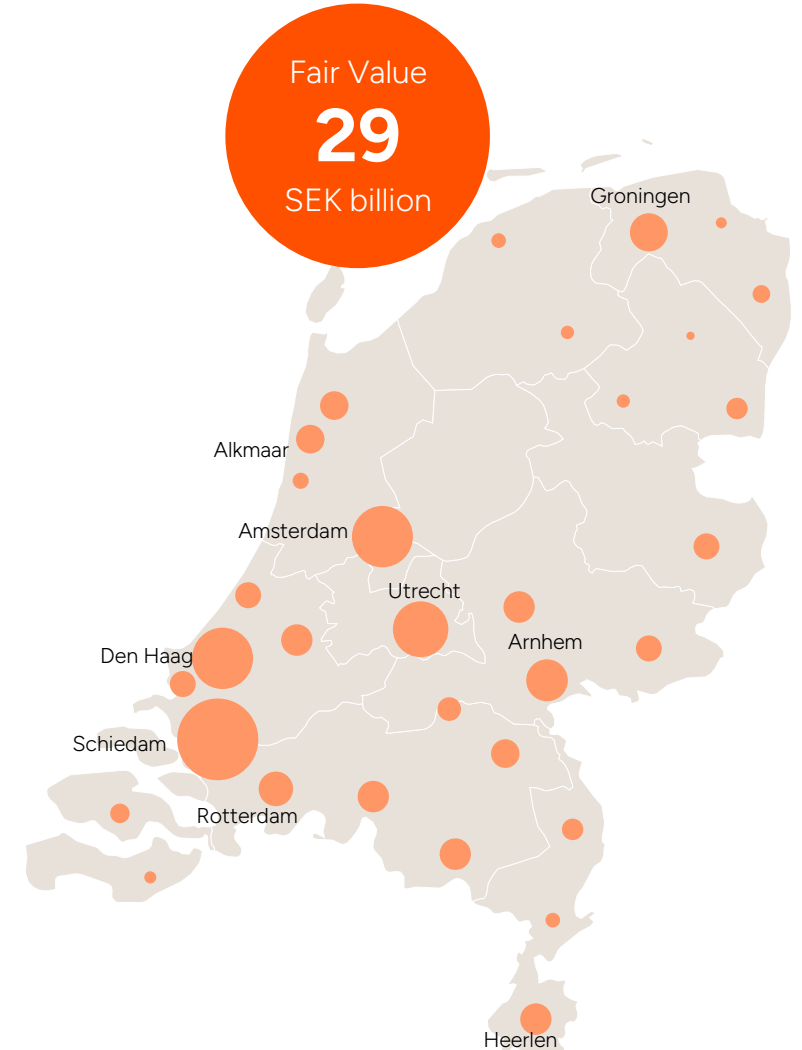 Fair Value
29
SEK billion
Groningen
Alkmaar
Amsterdam
Utrecht
Arnhem
Den Haag
Schiedam
Rotterdam
Heerlen